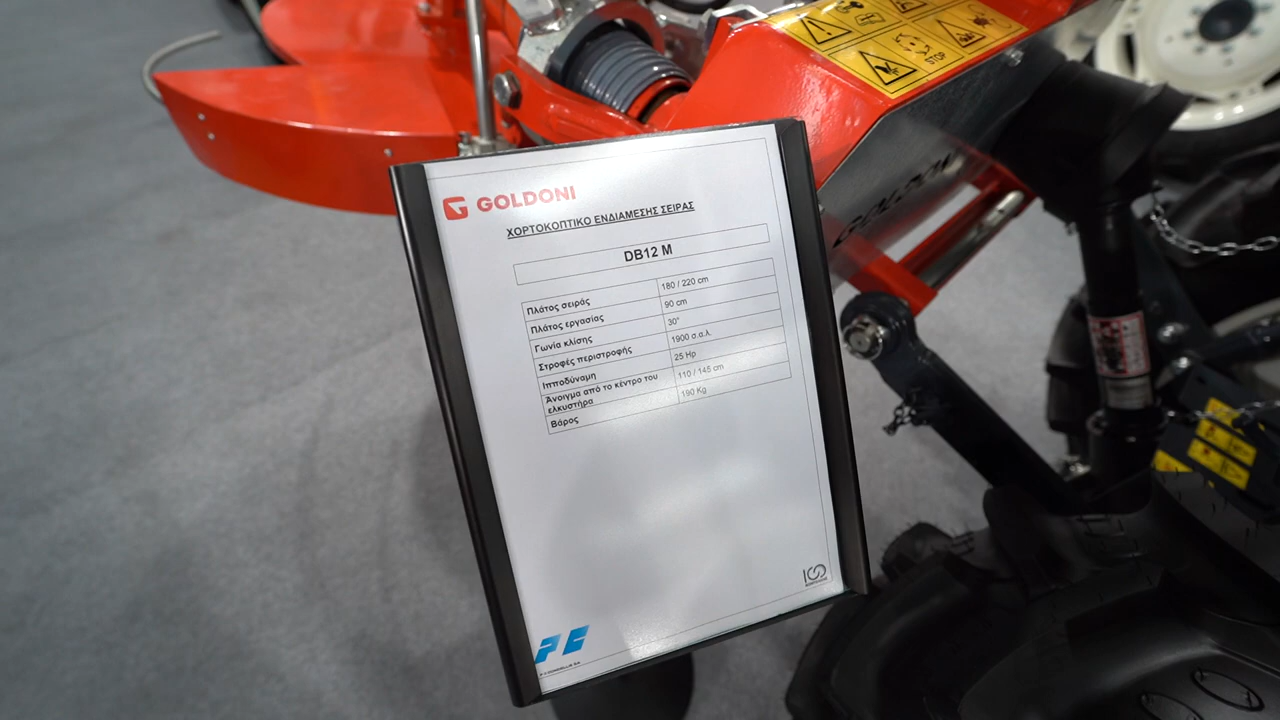 STOP
GOLDONI
GOLDONI
ΧΟΡΤΟΚΟΠΤΙΚΟ ΕΝΔΙΑΜΕΣΗΣ ΣΕΙΡΑΣ
DB12 M
Πλάτος σειράς 180 / 220 cm
Πλάτος εργασίας 90 cm
Γωνία κλίσης 30°
Στροφές περιστροφής 1900 σ.α.λ.
Ιπποδύναμη 25 Hp
Άνοιγμα από το κέντρο του ελκυστήρα 110 / 145 cm
Βάρος 190 Kg